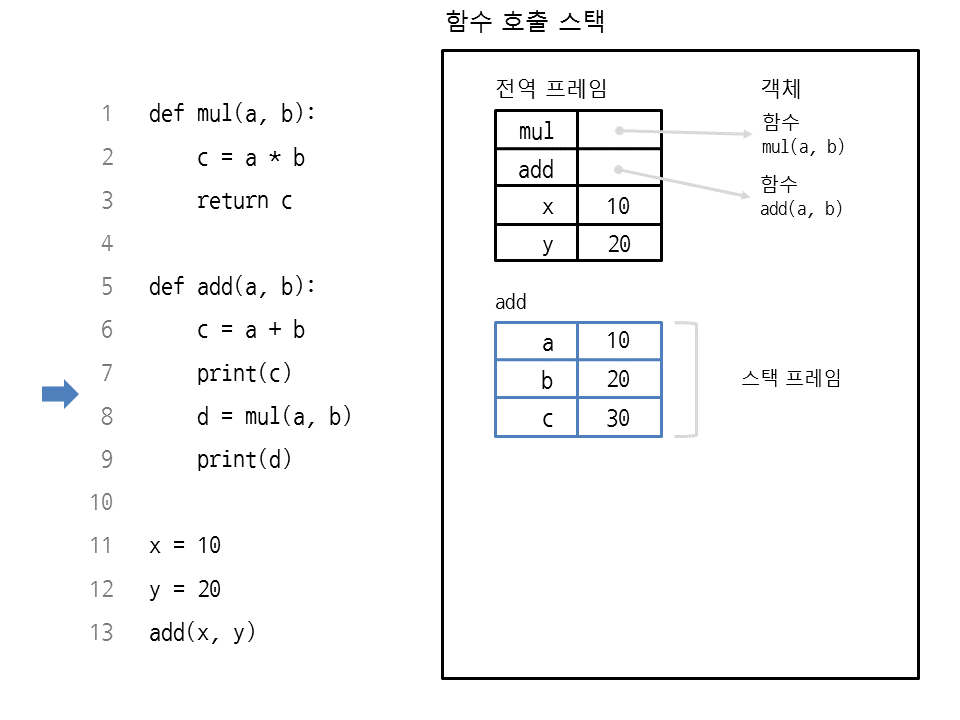 함수 호출 스택
1 def mul(a, b):
2     c = a * b
3     return c
4
5 def add(a, b):
6     c = a + b
7     print(c)
8     d = mul(a, b)
9     print(d)
10
11 x = 10
12 y = 20
13 add(x, y)
전역 프레임
mul
add
x 10
y 20
객체
함수
mul(a, b)
함수
add(a, b)
add
a 10
b 20
c 30
스택 프레임